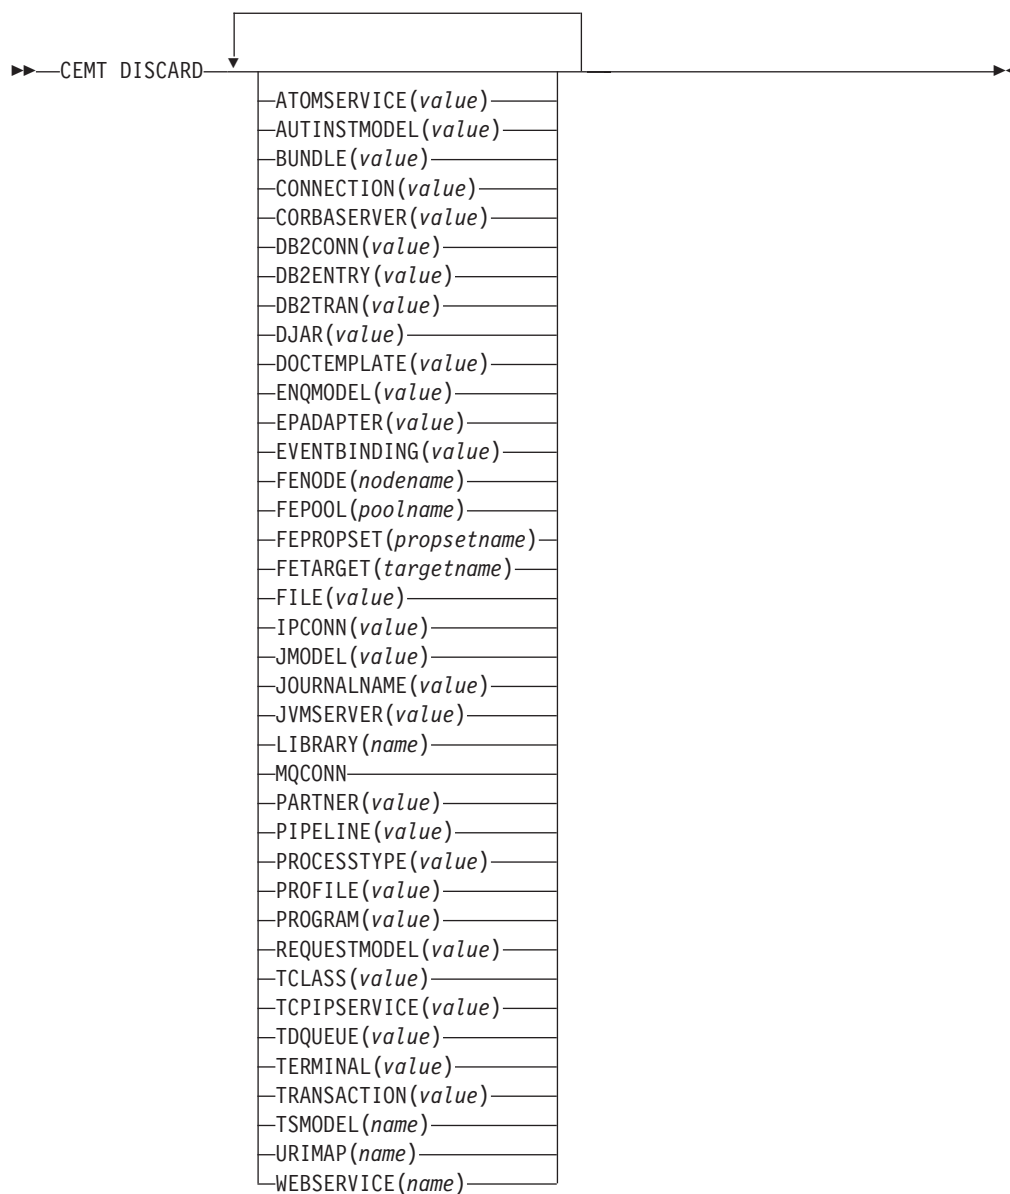 CEMT DISCARD
ATOMSERVICE(value)
AUTINSTMODEL(value)
BUNDLE(value)
CONNECTION(value)
CORBASERVER(value)
DB2CONN(value)
DB2ENTRY(value)
DB2TRAN(value)
DJAR(value)
DOCTEMPLATE(value)
ENQMODEL(value)
EPADAPTER(value)
EVENTBINDING(value)
FENODE(nodename)
FEPOOL(poolname)
FEPROPSET(propsetname)
FETARGET(targetname)
FILE(value)
IPCONN(value)
JMODEL(value)
JOURNALNAME(value)
JVMSERVER(value)
LIBRARY(name)
MQCONN
PARTNER(value)
PIPELINE(value)
PROCESSTYPE(value)
PROFILE(value)
PROGRAM(value)
REQUESTMODEL(value)
TCLASS(value)
TCPIPSERVICE(value)
TDQUEUE(value)
TERMINAL(value)
TRANSACTION(value)
TSMODEL(name)
URIMAP(name)
WEBSERVICE(name)